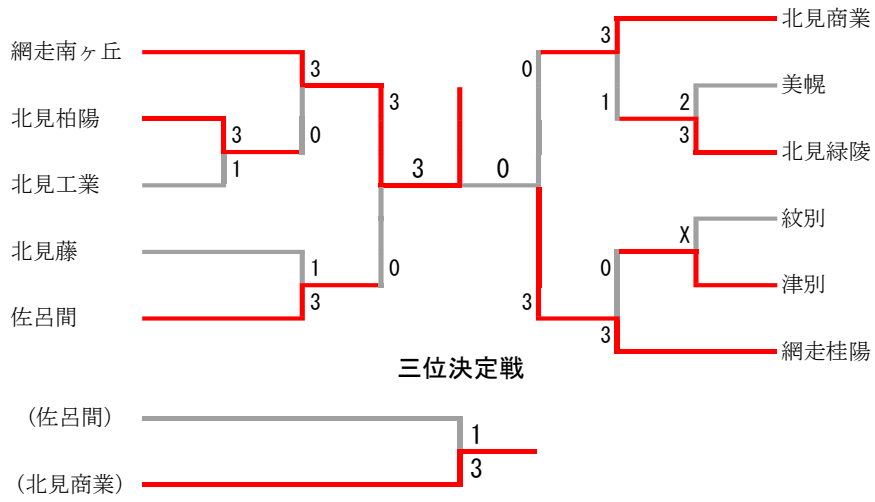 網走南ヶ丘
北見柏陽
北見工業
北見藤
佐呂間
3
0
3
1
1
3
3
0
3
0
0
3
3
1
2
3
X
0
3
北見商業
美幌
北見緑陵
紋別
津別
網走桂陽
三位決定戦
(佐呂間)
(北見商業)
1
3